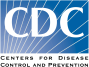 CDC
CENTERS FOR DISEASE
CONTROL AND PREVENTION